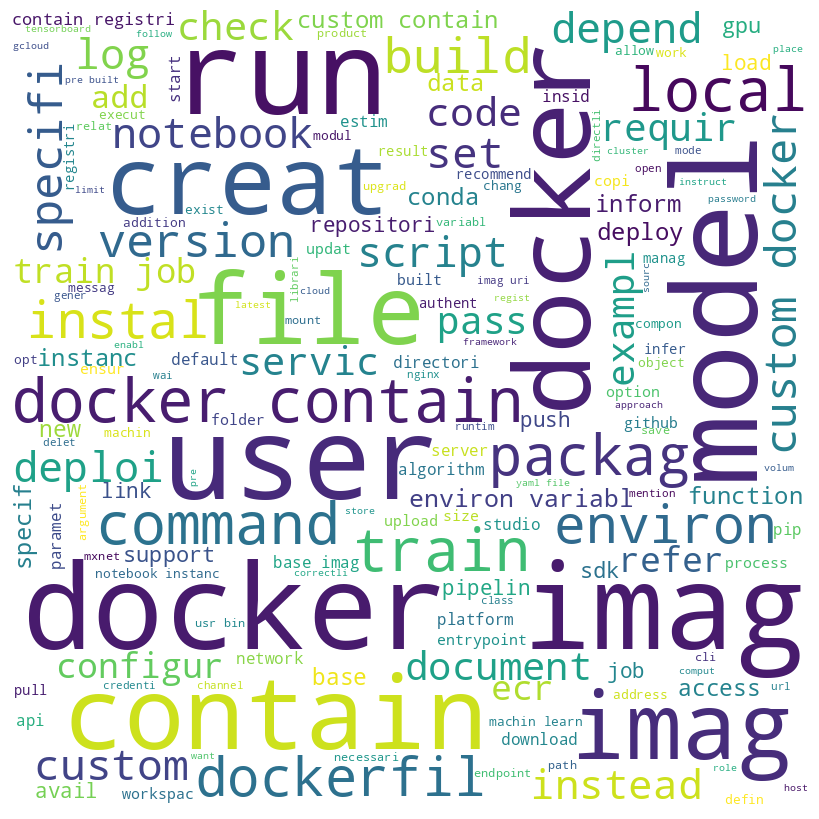 contain registri
tensorboard
gcloud
follow
check
custom contain
product
depend
gpu
allow
work
place
log
pre built
run
build
load
start
data
insid
local
add
execut
specifi
relat
registri
notebook
modul
estim
code
set
result
recommend
docker
requir
directli
cluster
mode
open
model
custom docker
limit
creat
upgrad
conda
chang
copi
instruct
password
exist
addition
repositori
variabl
inform
version
updat
script
deploy
manag
sourc
train job
messag
gener
file
librari
built
cloud
imag uri
authent
regist
exampl
compon
instal
latest
mount
pass
framework
enabl
infer
object
opt
instanc
wai
default
servic
directori
nginx
option
approach
ensur
docker contain
folder
runtim
push
github
save
new
machin
delet
user
pre
server
algorithm
packag
yaml file
mention
volum
deploi
link
environ variabl
function
specif
paramet
argument
command
store
upload
size
studio
environ
pip
mxnet
support
base imag
train
notebook instanc
correctli
pipelin
sdk
refer
process
class
docker imag
usr bin
platform
entrypoint
cli
configur
network
document
job
comput
pull
credenti
channel
base
ecr
address
access
url
api
contain
machin learn
imag
download
custom
want
necessari
path
role
avail
workspac
dockerfil
endpoint
instead
defin
host